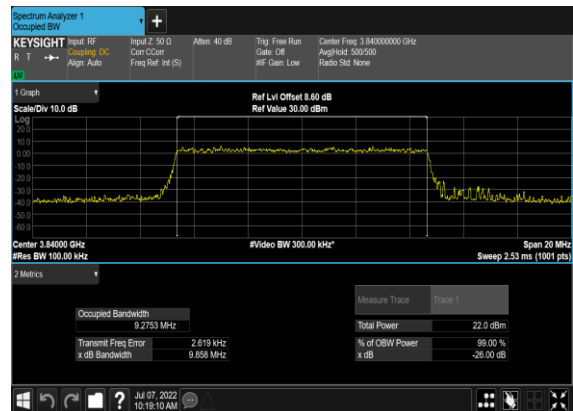 Spectrum Analyzer 1
Occupied BW
+
KEYSIGHT Input: RF Input Z: 50 Ω Atten: 40 dB Trig: Free Run Center Freq: 3.840000000 GHz
R T Coupling: DC Corr CCorr Gate: Off Avg|Hold: 500/500
Align: Auto Freq Ref: Int (S) #IF Gain: Low Radio Std: None
LW
1 Graph
Ref Lvl Offset 8.60 dB
Scale/Div 10.0 dB Ref Value 30.00 dBm
Log
20.0
10.0
0.00
-10.0
-20.0
-30.0
-40.0
-50.0
-60.0
Center 3.84000 GHz #Video BW 300.00 kHz* Span 20 MHz
#Res BW 100.00 kHz Sweep 2.53 ms (1001 pts)
2 Metrics
Measure Trace Trace 1
Occupied Bandwidth
9.2753 MHz Total Power 22.0 dBm
Transmit Freq Error 2.619 kHz % of OBW Power 99.00 %
x dB Bandwidth 9.858 MHz x dB -26.00 dB
? Jul 07, 2022
10:19:10 AM